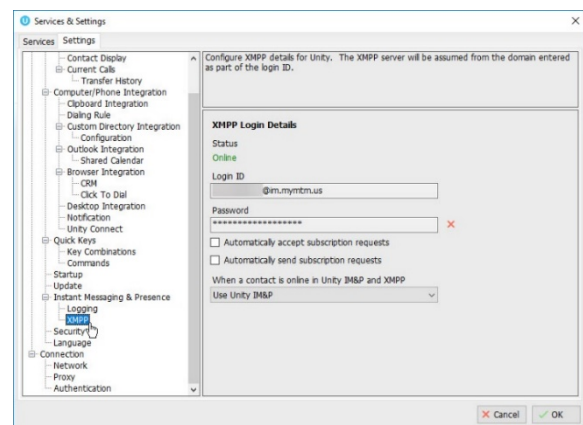 Services & Settings
Services Settings
Contact Display
Current Calls
Transfer History
Computer/Phone Integration
Clipboard Integration
Dialing Rule
Custom Directory Integration
Configuration
Outlook Integration
Shared Calendar
Browser Integration
CRM
Click To Dial
Desktop Integration
Notification
Unity Connect
Quick Keys
Key Combinations
Commands
Startup
Update
Instant Messaging & Presence
Logging
XMPP
Security
Language
Connection
Network
Proxy
Authentication
Configure XMPP details for Unity. The XMPP server will be assumed from the domain entered
as part of the login ID.
XMPP Login Details
Status
Online
Login ID
@im.mymtm.us
Password
******************
Automatically accept subscription requests
Automatically send subscription requests
When a contact is online in Unity IM&P and XMPP
Use Unity IM&P
Cancel OK